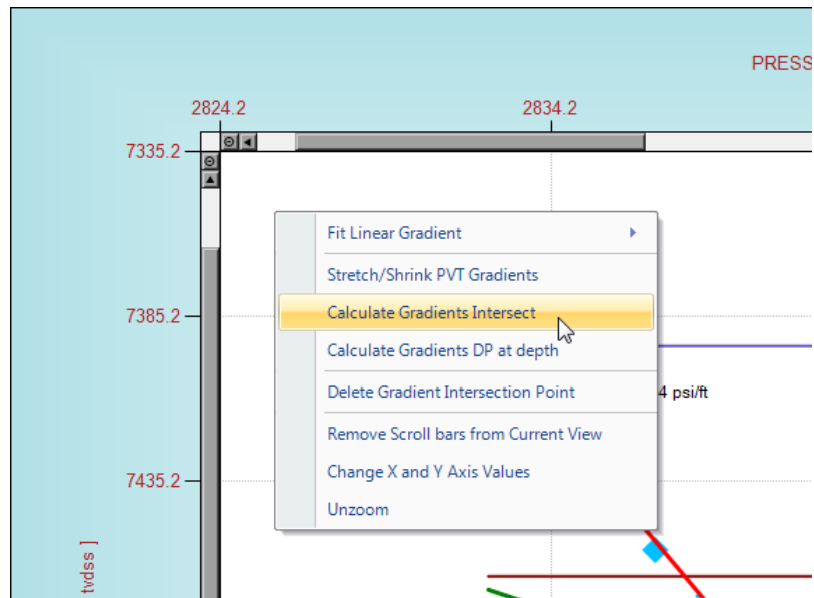 PRESS
2824.2 2834.2
7335.2
Fit Linear Gradient
Stretch/Shrink PVT Gradients
Calculate Gradients Intersect
7385.2
Calculate Gradients DP at depth
Delete Gradient Intersection Point
4 psi/ft
Remove Scroll bars from Current View
Change X and Y Axis Values
7435.2
Unzoom
tvdss ]